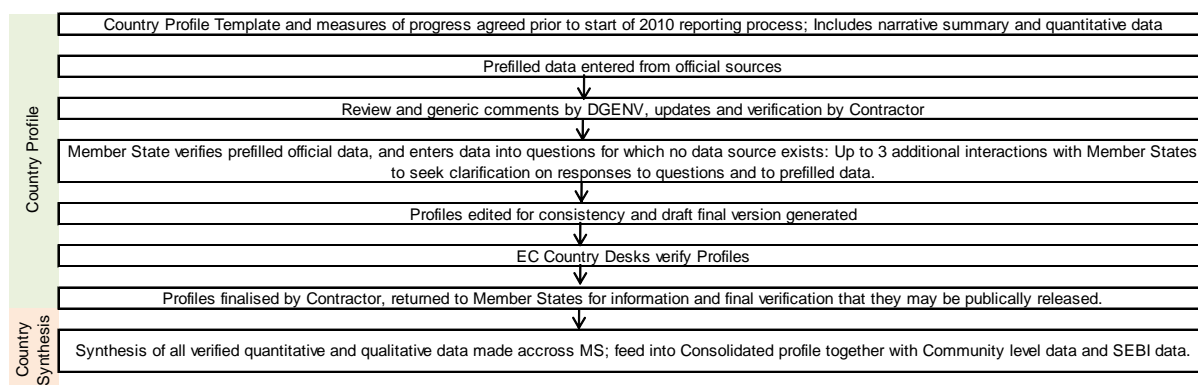 Country Profile Template and measures of progress agreed prior to start of 2010 reporting process; Includes narrative summary and quantitative data
Prefilled data entered from official sources
Review and generic comments by DGENV, updates and verification by Contractor
Member State verifies prefilled official data, and enters data into questions for which no data source exists: Up to 3 additional interactions with Member States
to seek clarification on responses to questions and to prefilled data.
Profiles edited for consistency and draft final version generated
EC Country Desks verify Profiles
Profiles finalised by Contractor, returned to Member States for information and final verification that they may be publically released.
Synthesis of all verified quantitative and qualitative data made accross MS; feed into Consolidated profile together with Community level data and SEBI data.
Country Profile
Country
Synthesis